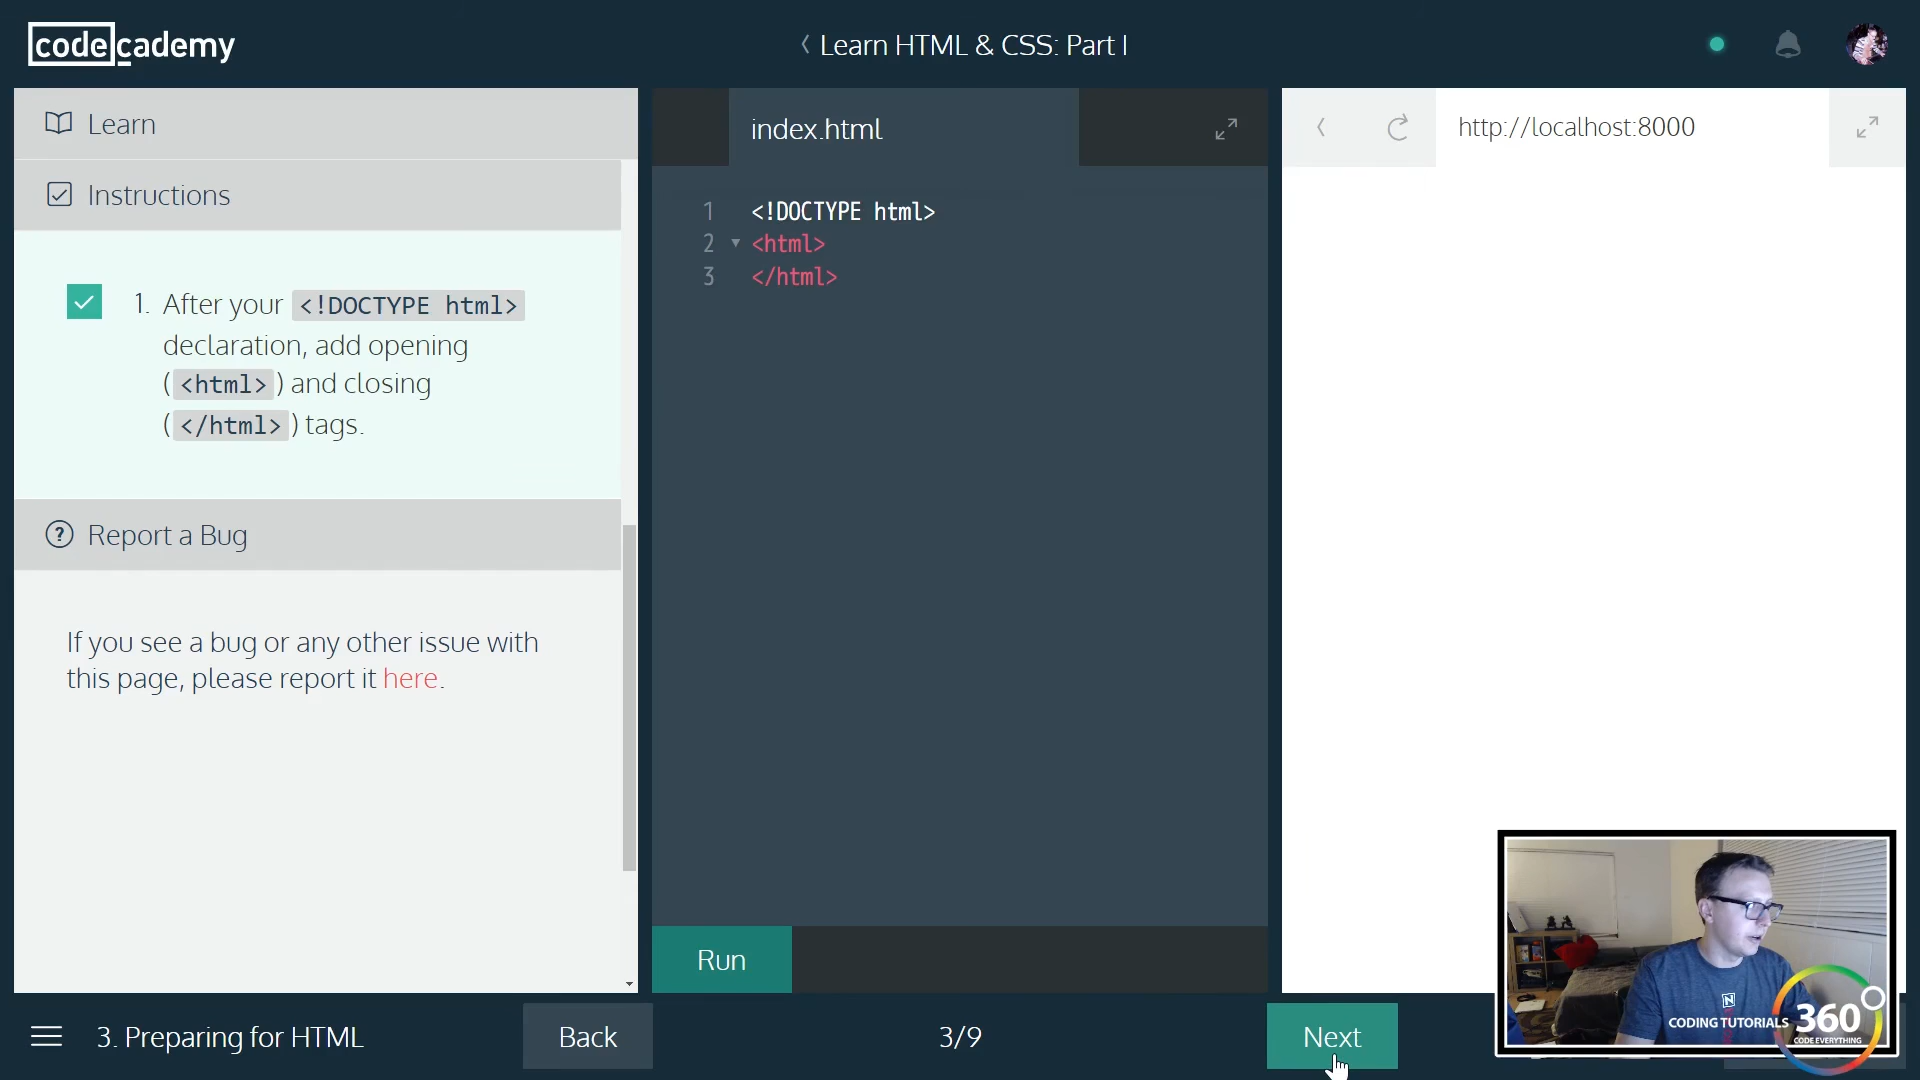 codecademy
Learn HTML & CSS: Part I
Learn
index.html
http://localhost:8000
Instructions
1. After your <!DOCTYPE html>
declaration, add opening
(<html>) and closing
(</html>) tags.
1 <!DOCTYPE html>
2 <html>
3 </html>
Report a Bug
If you see a bug or any other issue with
this page, please report it here.
Run
3. Preparing for HTML
Back
3/9
Next
CODING TUTORIALS 360
CODE EVERYTHING